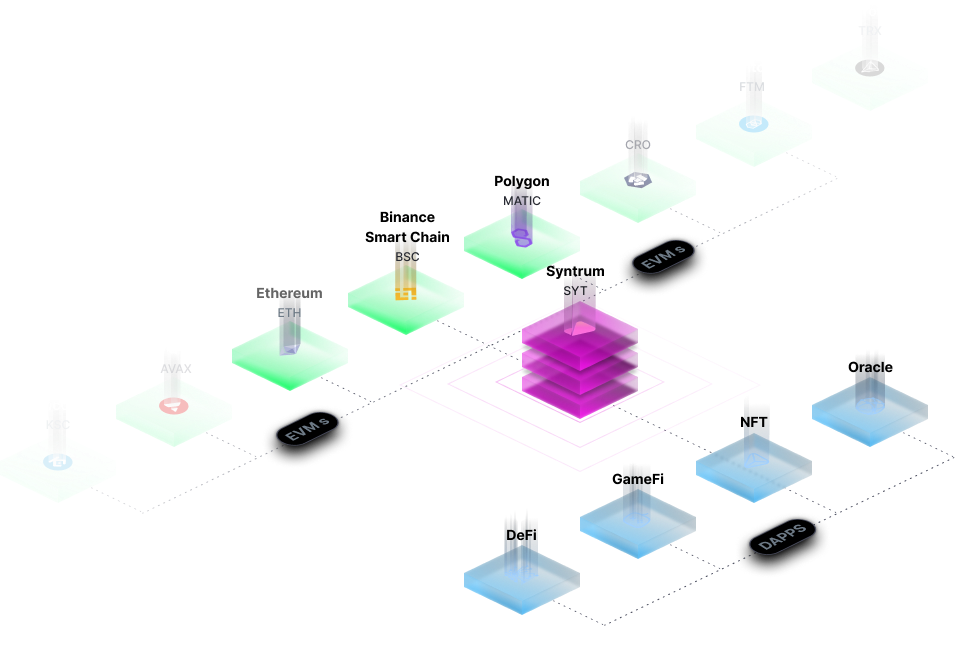 TRX
FTM
CRO
Polygon
MATIC
Binance
Smart Chain
BSC
EVM s
Syntrum
SYT
Ethereum
ETH
AVAX
Oracle
KCC
EVM s
NFT
GameFi
DAPPS
DeFi